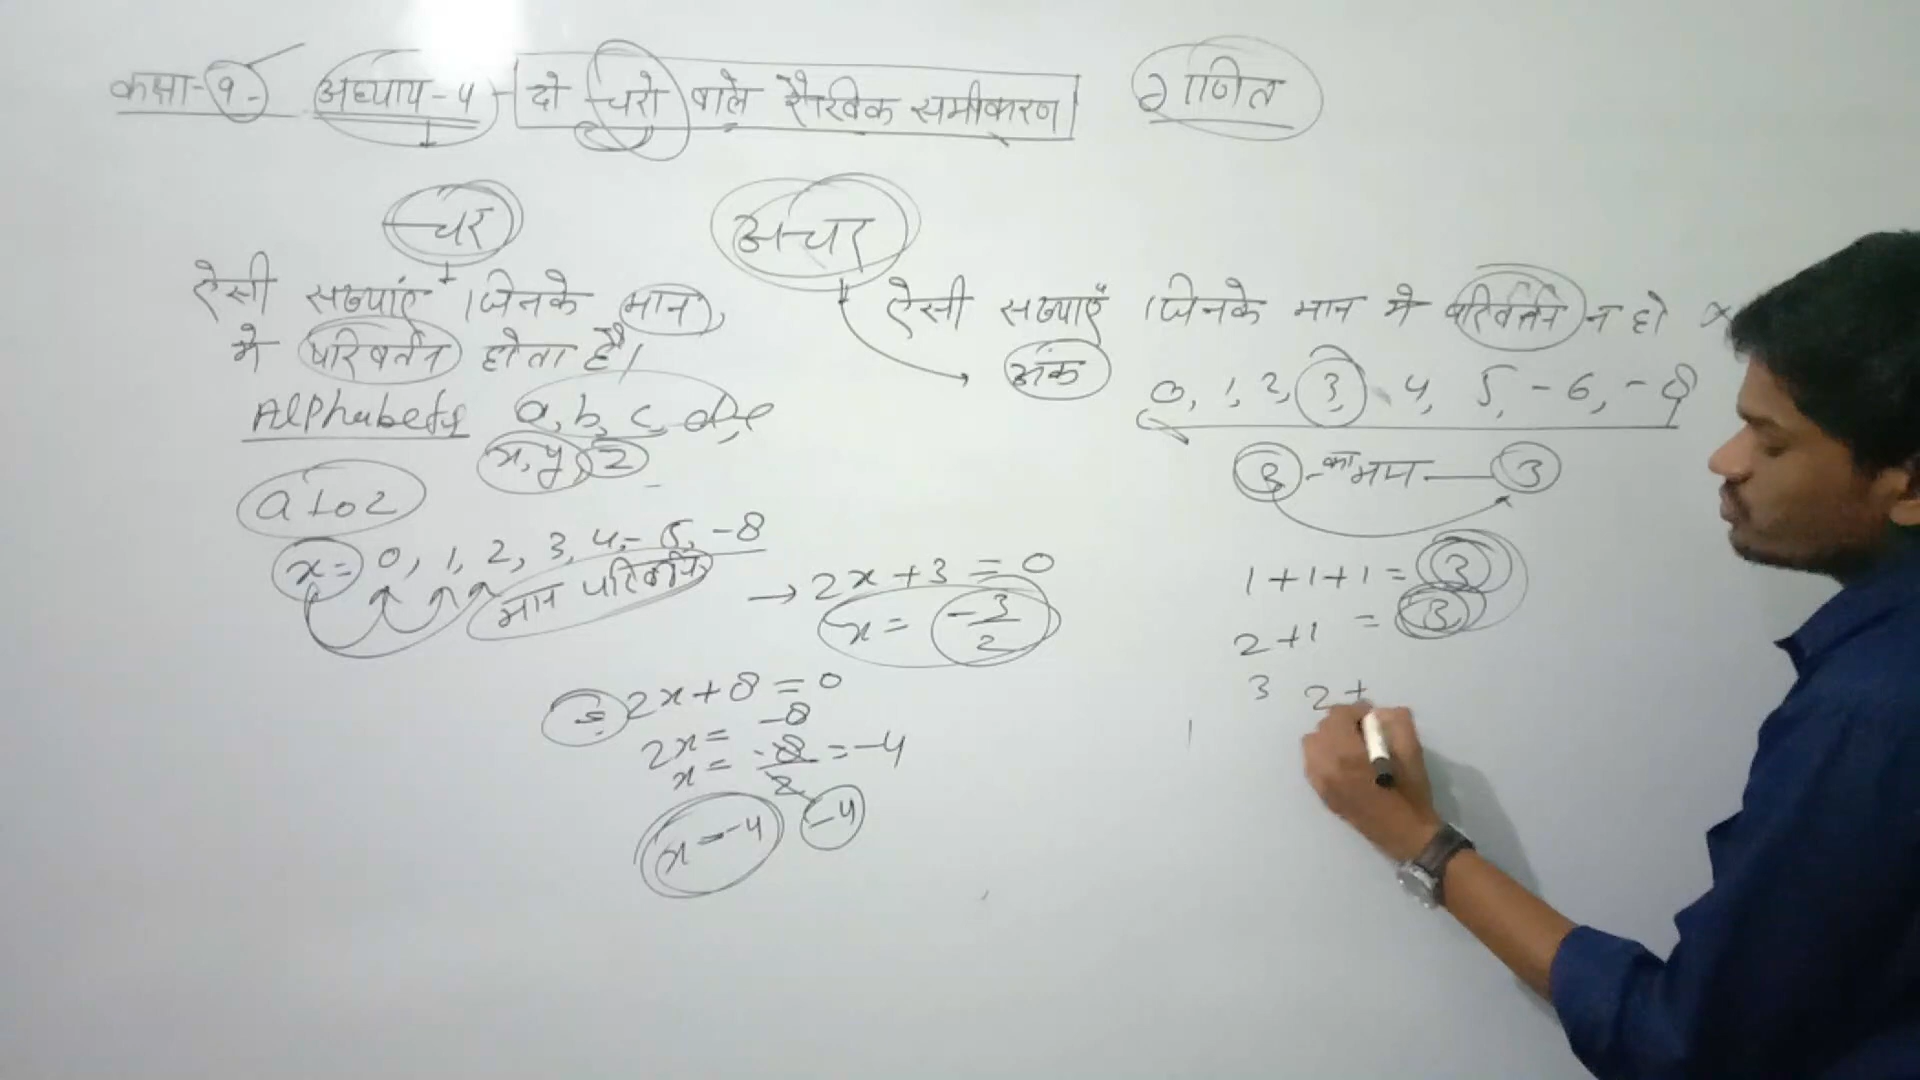 कक्षा-9- अध्याय-4- दो चरो वाले रैखिक समीकरण गणित
चर
ऐसी सख्याएं जिनके मान
मे परिवर्तन होता है।
Alphabets a, b, c, d, e
x, y, z
a to z
x = 0, 1, 2, 3, 4, -5, -8
मान परिवर्तन
→ 2x + 3 = 0
x = -3/2
2x + 8 = 0
2x = -8
x = -8/2 = -4
-4
x = -4
अचर
ऐसी सख्याएँ जिनके मान मे परिवर्तन न हो
अंक
0, 1, 2, 3, 4, 5, -6, -8
3 - का मान — 3
1 + 1 + 1 = 3
2 + 1 = 3
3 2 +